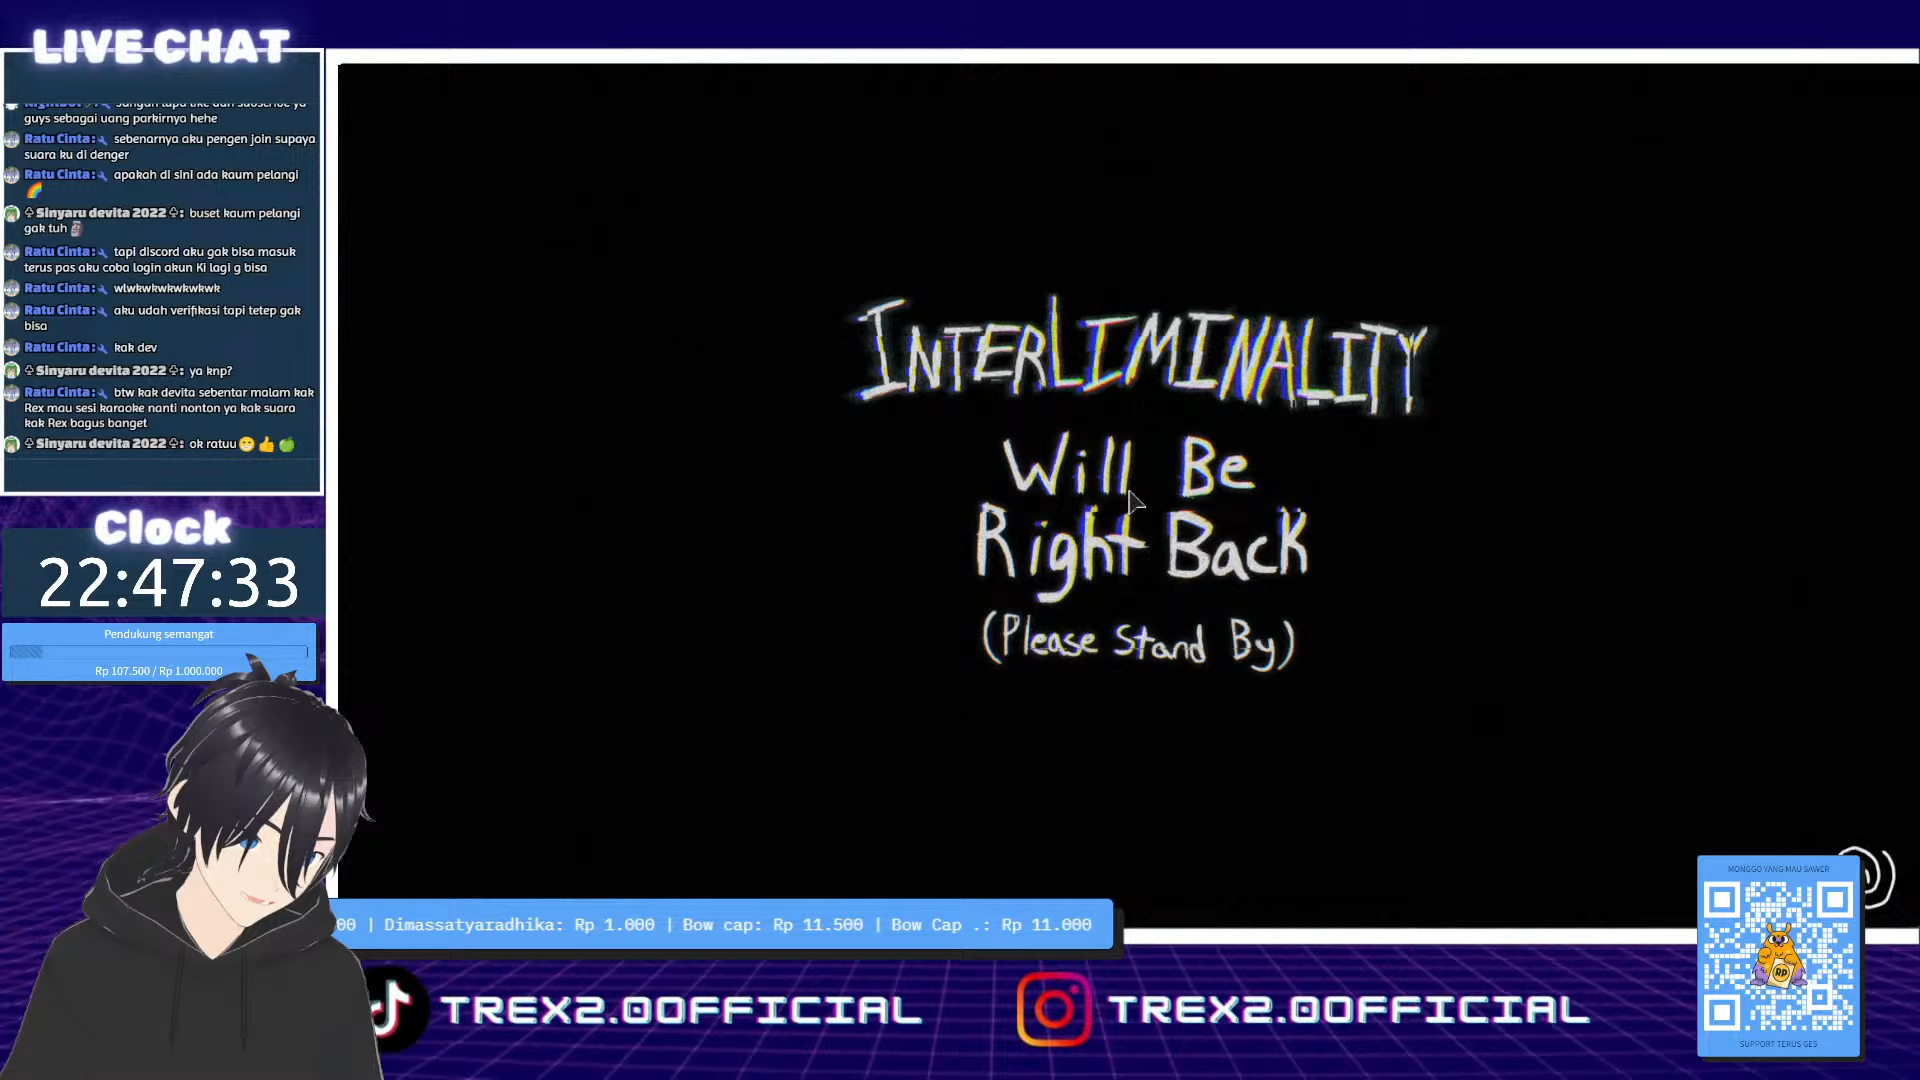 LIVE CHAT
guys sebagai uang parkirnya hehe
Ratu Cinta: sebenarnya aku pengen join supaya
suara ku di denger
Ratu Cinta: apakah di sini ada kaum pelangi
🌈
♧ Sinyaru devita 2022 ♧: buset kaum pelangi
gak tuh 🗿
Ratu Cinta: tapi discord aku gak bisa masuk
terus pas aku coba login akun Ki lagi g bisa
Ratu Cinta: wlwkwkwkwkwkwk
Ratu Cinta: aku udah verifikasi tapi tetep gak
bisa
Ratu Cinta: kak dev
♧ Sinyaru devita 2022 ♧: ya knp?
Ratu Cinta: btw kak devita sebentar malam kak
Rex mau sesi karaoke nanti nonton ya kak suara
kak Rex bagus banget
♧ Sinyaru devita 2022 ♧: ok ratuu 😁👍🍏
Clock
22:47:33
Pendukung semangat
Rp 107.500 / Rp 1.000.000
INTERLIMINALITY
Will Be
Right Back
(Please Stand By)
00 | Dimassatyaradhika: Rp 1.000 | Bow cap: Rp 11.500 | Bow Cap .: Rp 11.000
TREX2.0OFFICIAL
TREX2.0OFFICIAL
MONGGO YANG MAU SAWER
RP
SUPPORT TERUS GES